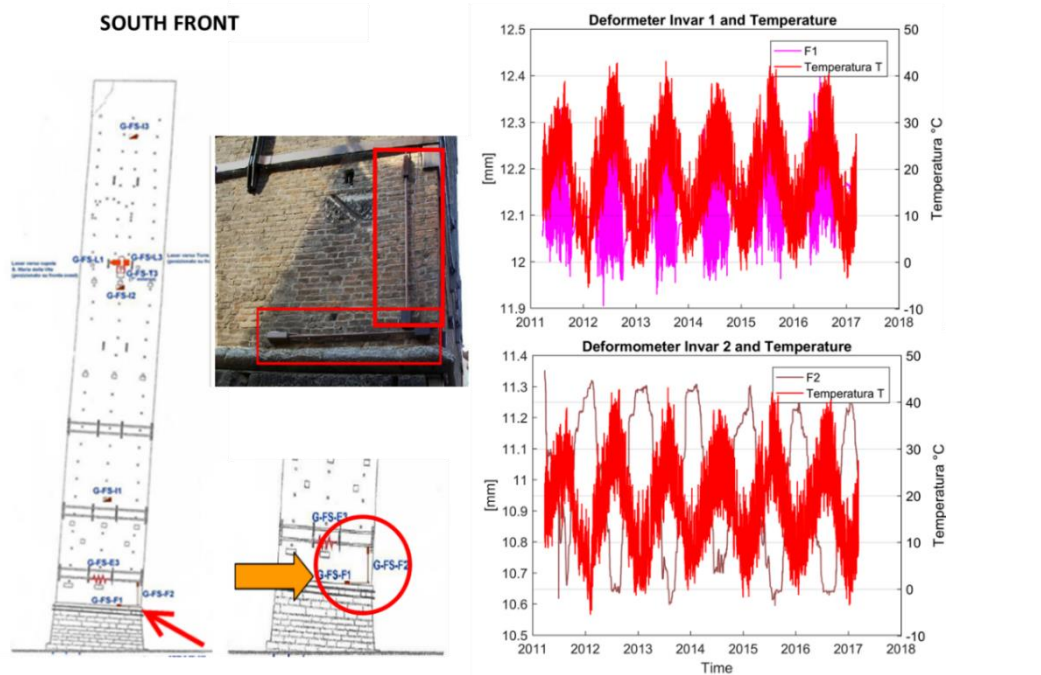 SOUTH FRONT
G-FS-I3
G-FS-L1
G-FS-L3
G-FS-T3
Laser verso cupola
G-FS-I2
G-FS-I1
G-FS-E3
G-FS-F2
G-FS-F1
G-FS-E3
G-FS-F2
G-FS-F1
Deformeter Invar 1 and Temperature
F1
Temperatura T
12.5
12.4
12.3
12.2
12.1
12
11.9
[mm]
50
40
30
20
10
0
-10
Temperatura °C
2011 2012 2013 2014 2015 2016 2017 2018
Deformometer Invar 2 and Temperature
F2
Temperatura T
11.4
11.3
11.2
11.1
11
10.9
10.8
10.7
10.6
10.5
[mm]
50
40
30
20
10
0
-10
Temperatura °C
2011 2012 2013 2014 2015 2016 2017 2018
Time